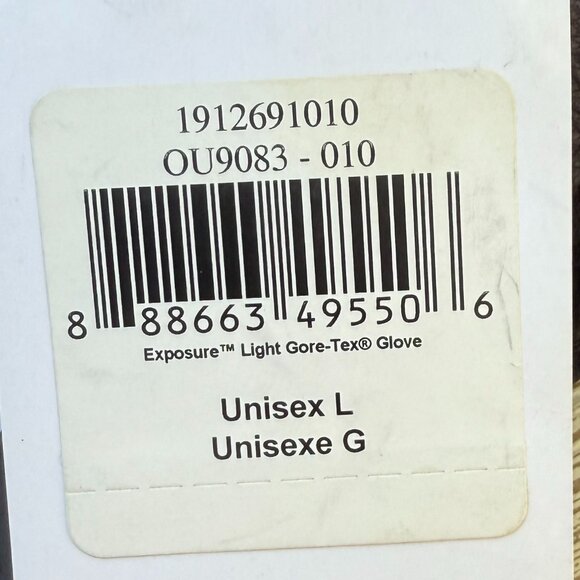 1912691010
OU9083 - 010
8 88663 49550 6
Exposure™ Light Gore-Tex® Glove
Unisex L
Unisexe G